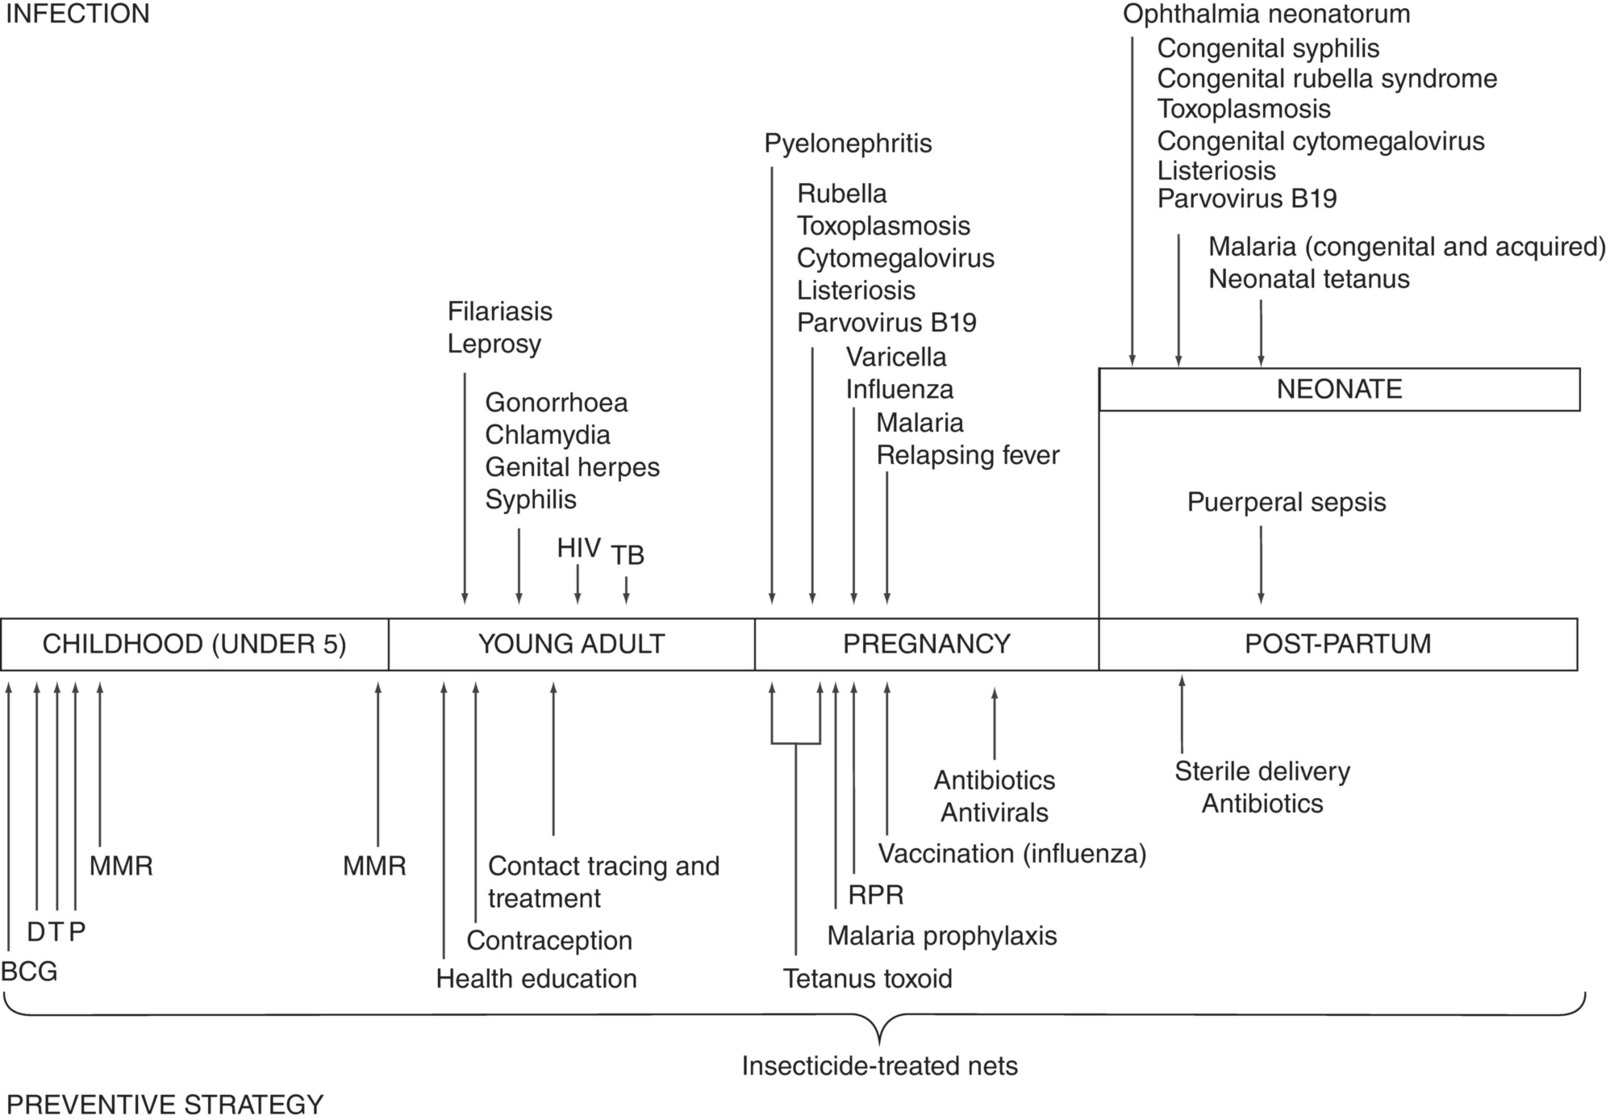 INFECTION
Ophthalmia neonatorum
Congenital syphilis
Congenital rubella syndrome
Toxoplasmosis
Congenital cytomegalovirus
Listeriosis
Parvovirus B19
Malaria (congenital and acquired)
Neonatal tetanus
Pyelonephritis
Rubella
Toxoplasmosis
Cytomegalovirus
Listeriosis
Parvovirus B19
Varicella
Influenza
Malaria
Relapsing fever
Filariasis
Leprosy
Gonorrhoea
Chlamydia
Genital herpes
Syphilis
HIV
TB
NEONATE
Puerperal sepsis
CHILDHOOD (UNDER 5)
YOUNG ADULT
PREGNANCY
POST-PARTUM
MMR
D T P
BCG
MMR
Contact tracing and
treatment
Contraception
Health education
Antibiotics
Antivirals
Vaccination (influenza)
RPR
Malaria prophylaxis
Tetanus toxoid
Sterile delivery
Antibiotics
Insecticide-treated nets
PREVENTIVE STRATEGY